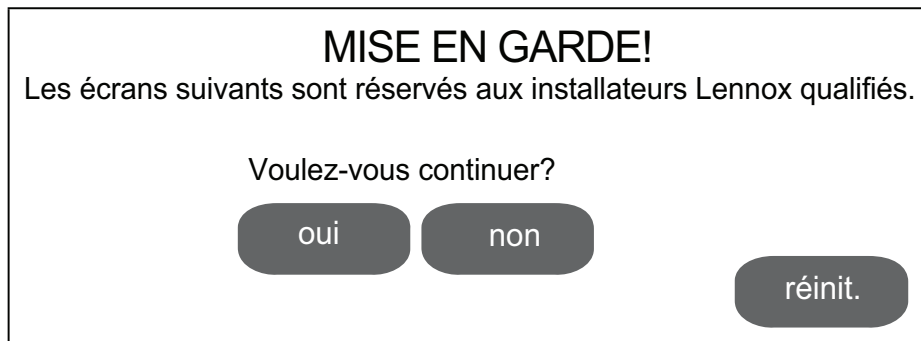 MISE EN GARDE!
Les écrans suivants sont réservés aux installateurs Lennox qualifiés.
Voulez-vous continuer?
oui non
réinit.